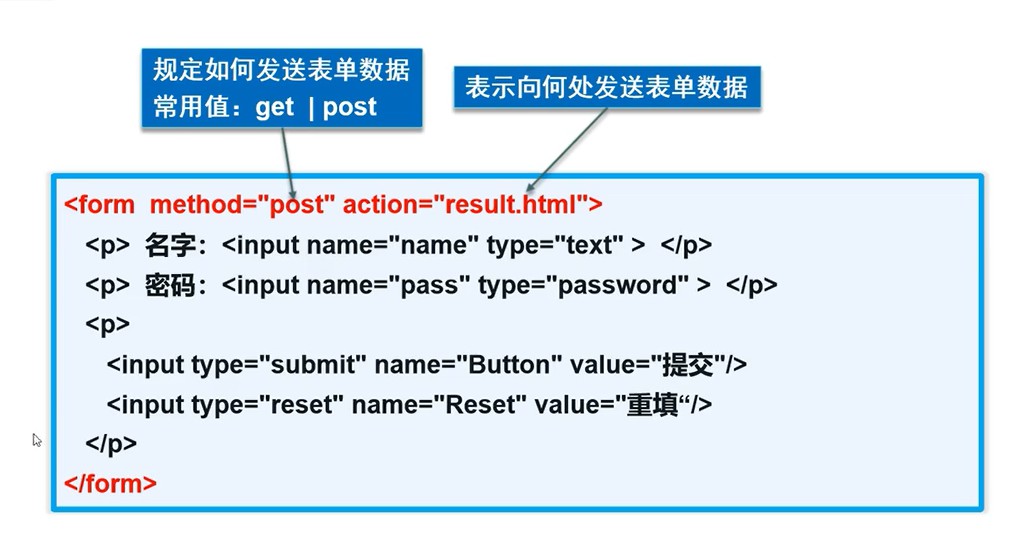 规定如何发送表单数据
常用值：get | post
表示向何处发送表单数据
<form method="post" action="result.html">
<p> 名字：<input name="name" type="text" > </p>
<p> 密码：<input name="pass" type="password" > </p>
<p>
<input type="submit" name="Button" value="提交"/>
<input type="reset" name="Reset" value="重填“/>
</p>
</form>